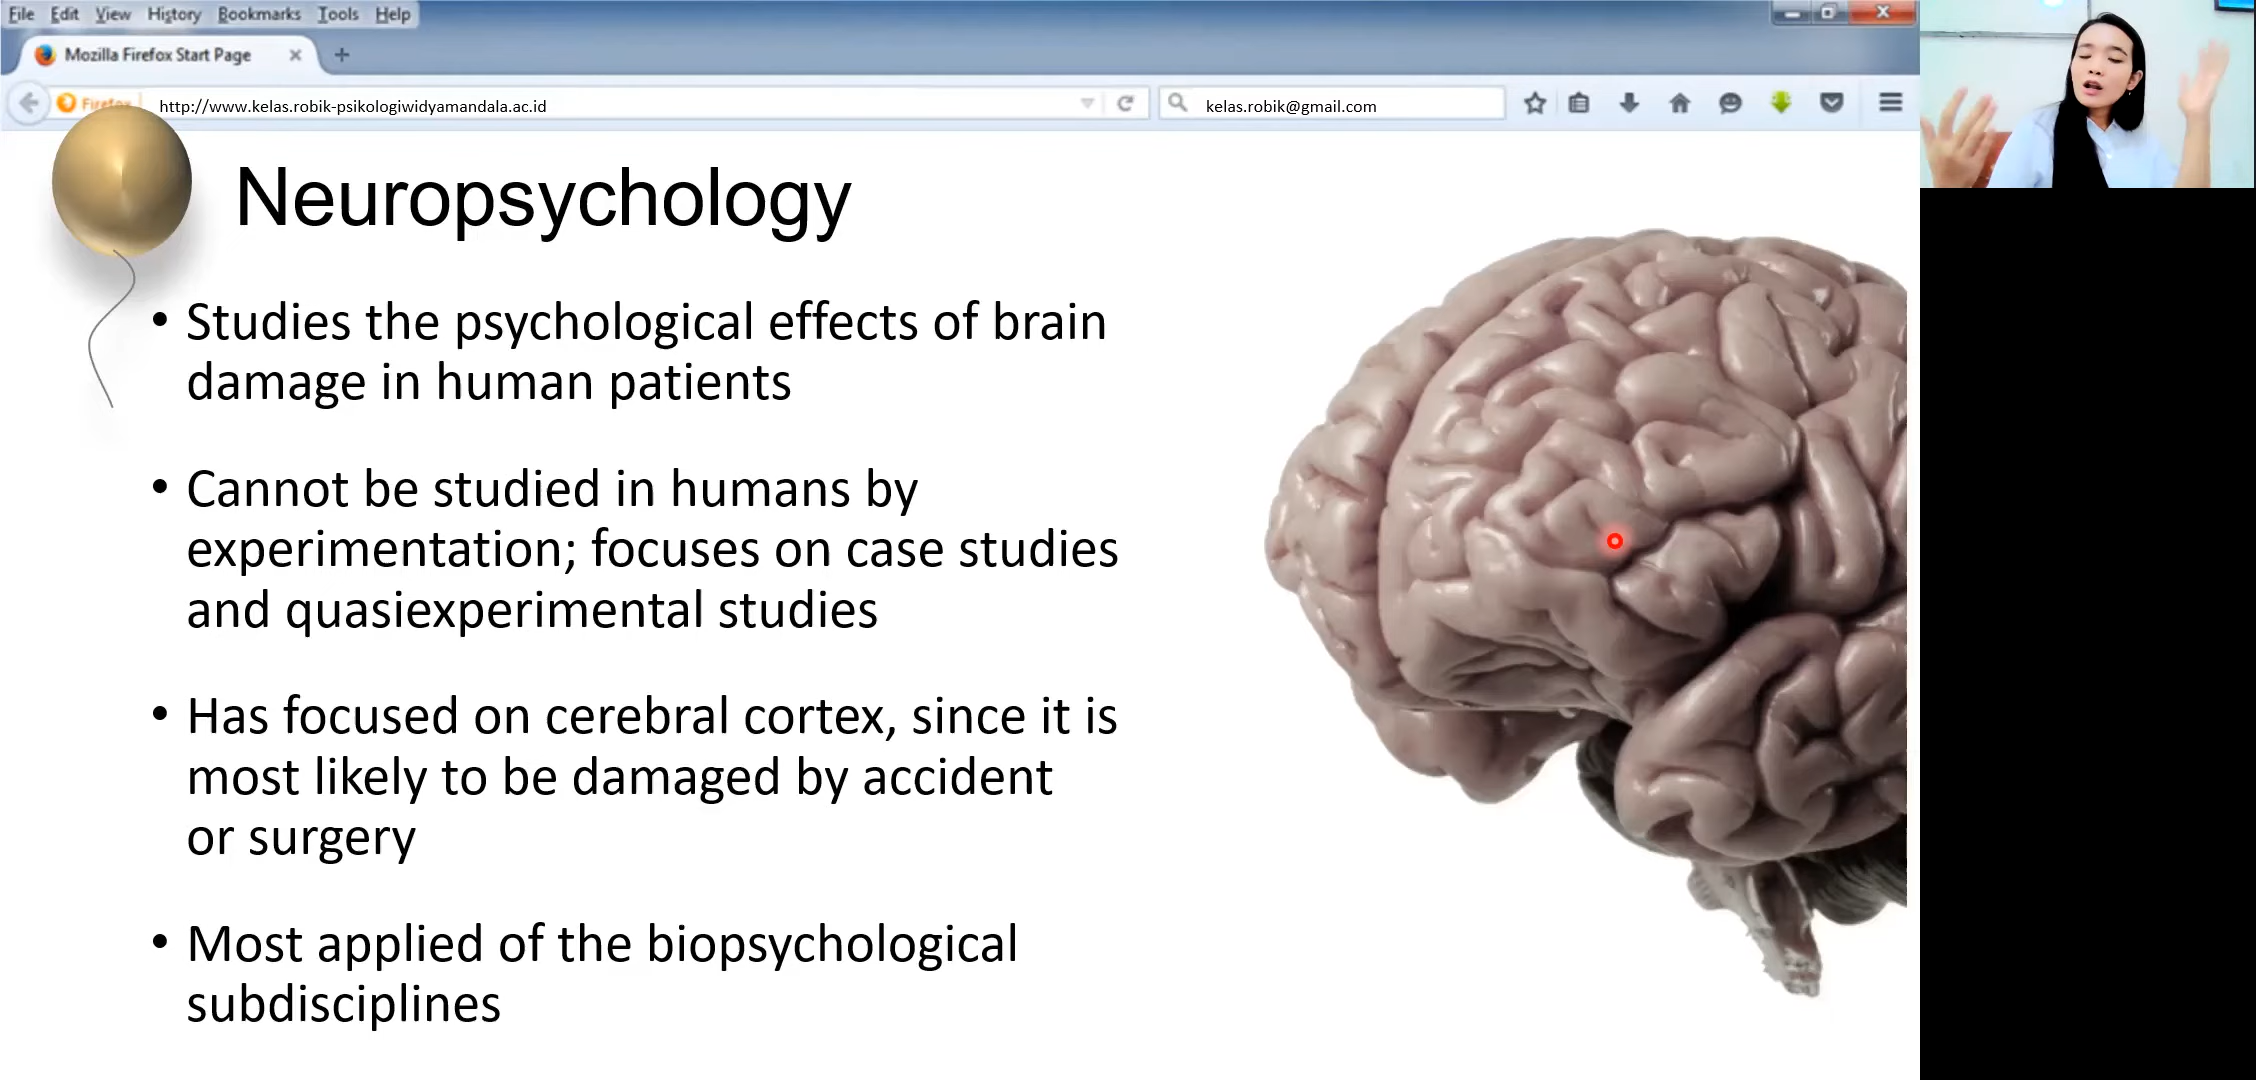 File Edit View History Bookmarks Tools Help
Mozilla Firefox Start Page
Firefox http://www.kelas.robik-psikologiwidyamandala.ac.id kelas.robik@gmail.com
Neuropsychology
• Studies the psychological effects of brain
damage in human patients
• Cannot be studied in humans by
experimentation; focuses on case studies
and quasiexperimental studies
• Has focused on cerebral cortex, since it is
most likely to be damaged by accident
or surgery
• Most applied of the biopsychological
subdisciplines